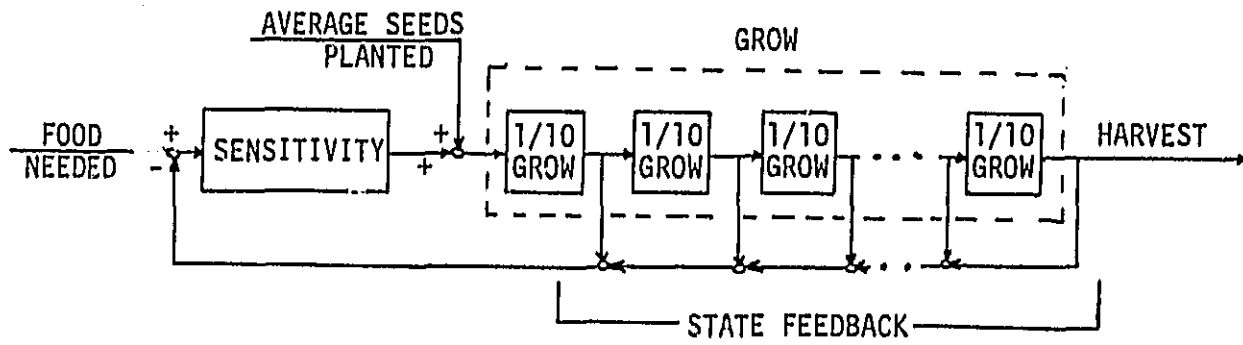 AVERAGE SEEDS
PLANTED
GROW
FOOD
NEEDED
+
-
SENSITIVITY
+
+
1/10
GROW
1/10
GROW
1/10
GROW
1/10
GROW
HARVEST
STATE FEEDBACK